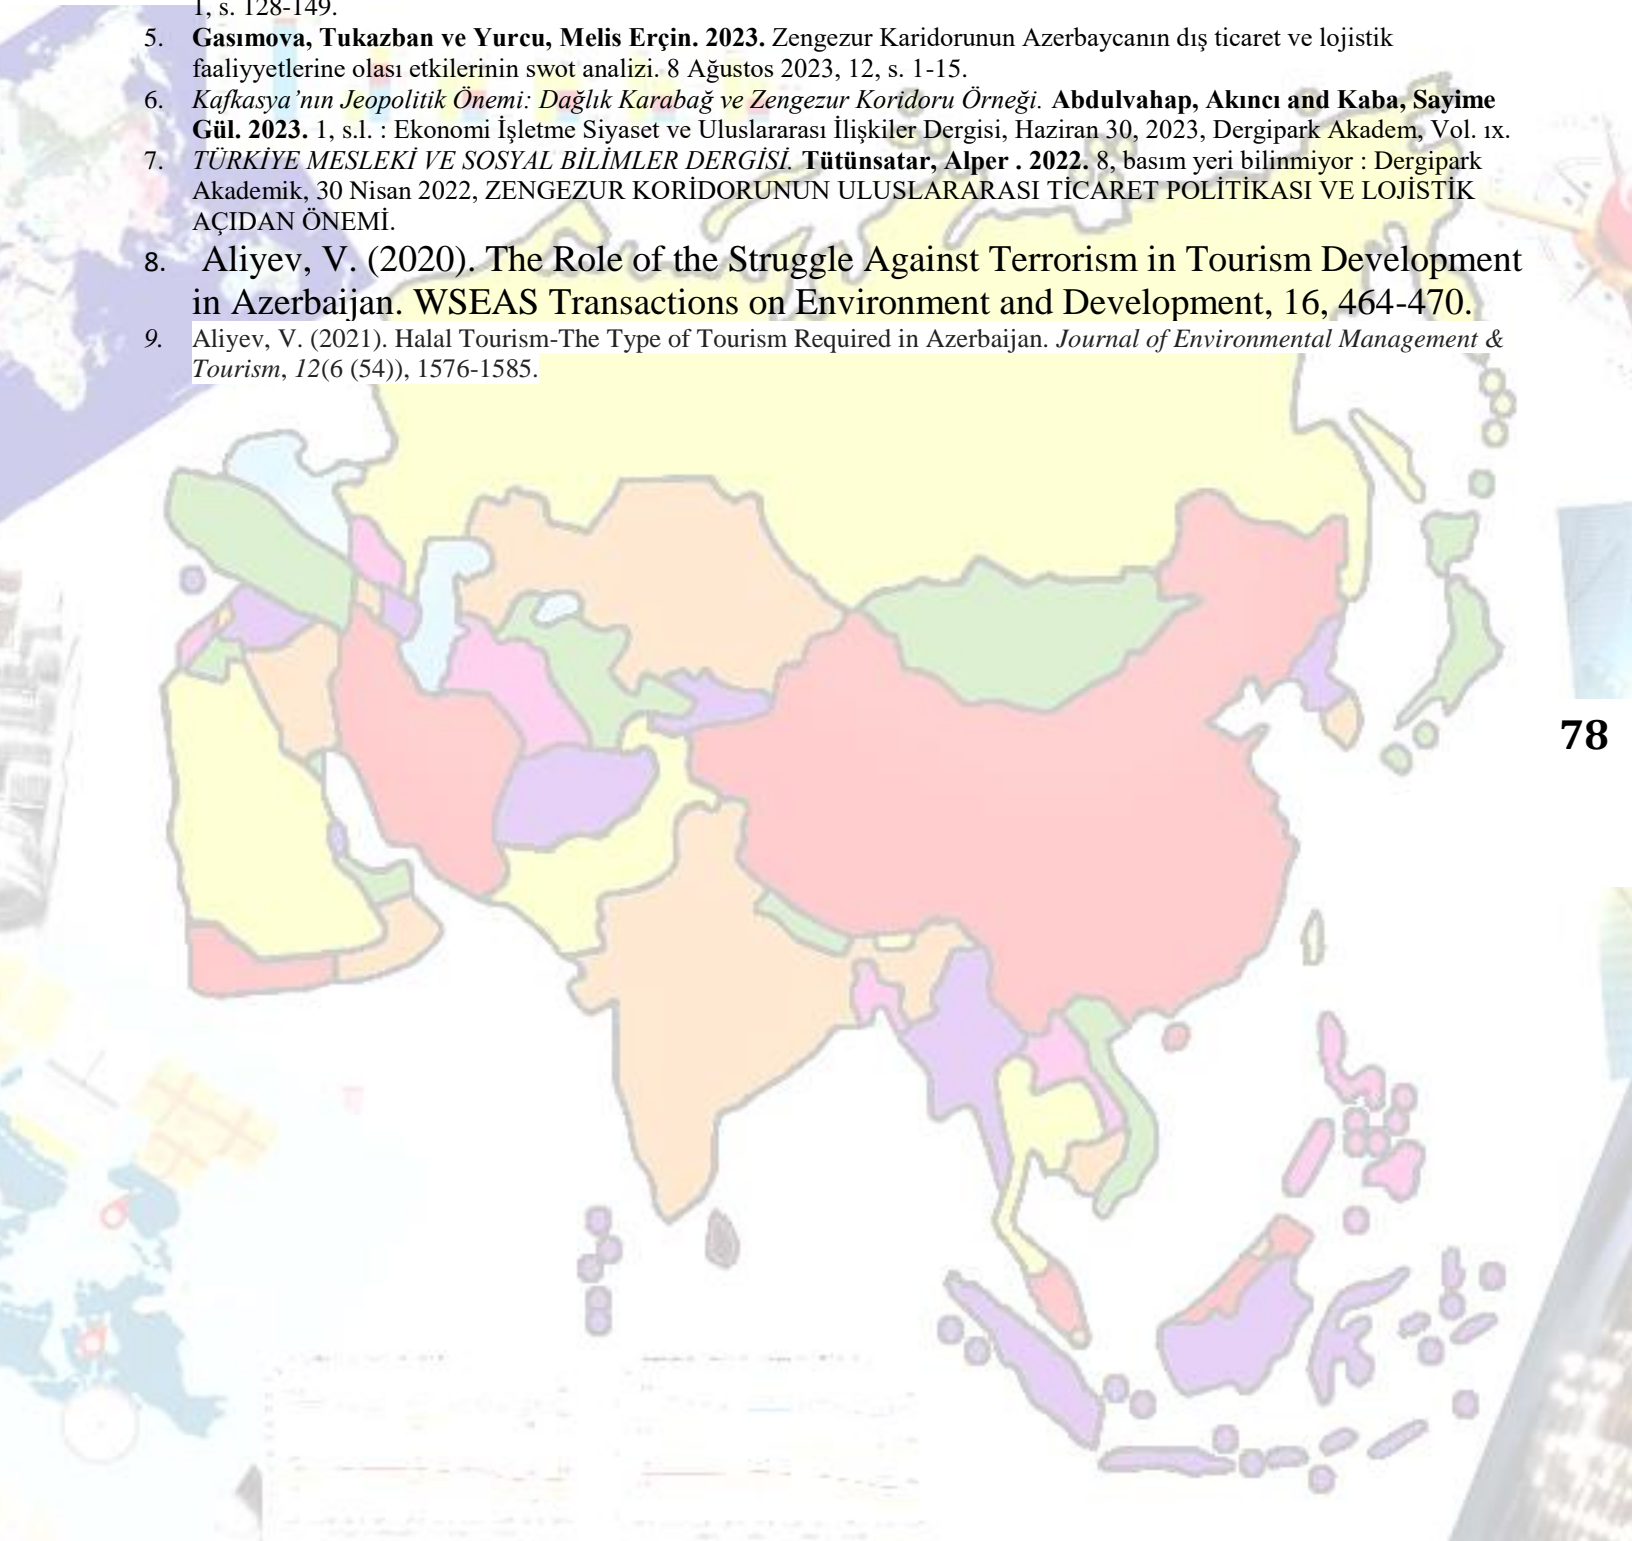 1, s. 128-149.
5. Gasımova, Tukazban ve Yurcu, Melis Erçin. 2023. Zengezur Karidorunun Azerbaycanın dış ticaret ve lojistik
faaliyyetlerine olası etkilerinin swot analizi. 8 Ağustos 2023, 12, s. 1-15.
6. Kafkasya’nın Jeopolitik Önemi: Dağlık Karabağ ve Zengezur Koridoru Örneği. Abdulvahap, Akıncı and Kaba, Sayime
Gül. 2023. 1, s.l. : Ekonomi İşletme Siyaset ve Uluslararası İlişkiler Dergisi, Haziran 30, 2023, Dergipark Akadem, Vol. ıx.
7. TÜRKİYE MESLEKİ VE SOSYAL BİLİMLER DERGİSİ. Tütünsatar, Alper . 2022. 8, basım yeri bilinmiyor : Dergipark
Akademik, 30 Nisan 2022, ZENGEZUR KORİDORUNUN ULUSLARARASI TİCARET POLİTİKASI VE LOJİSTİK
AÇIDAN ÖNEMİ.
8. Aliyev, V. (2020). The Role of the Struggle Against Terrorism in Tourism Development
in Azerbaijan. WSEAS Transactions on Environment and Development, 16, 464-470.
9. Aliyev, V. (2021). Halal Tourism-The Type of Tourism Required in Azerbaijan. Journal of Environmental Management &
Tourism, 12(6 (54)), 1576-1585.
78